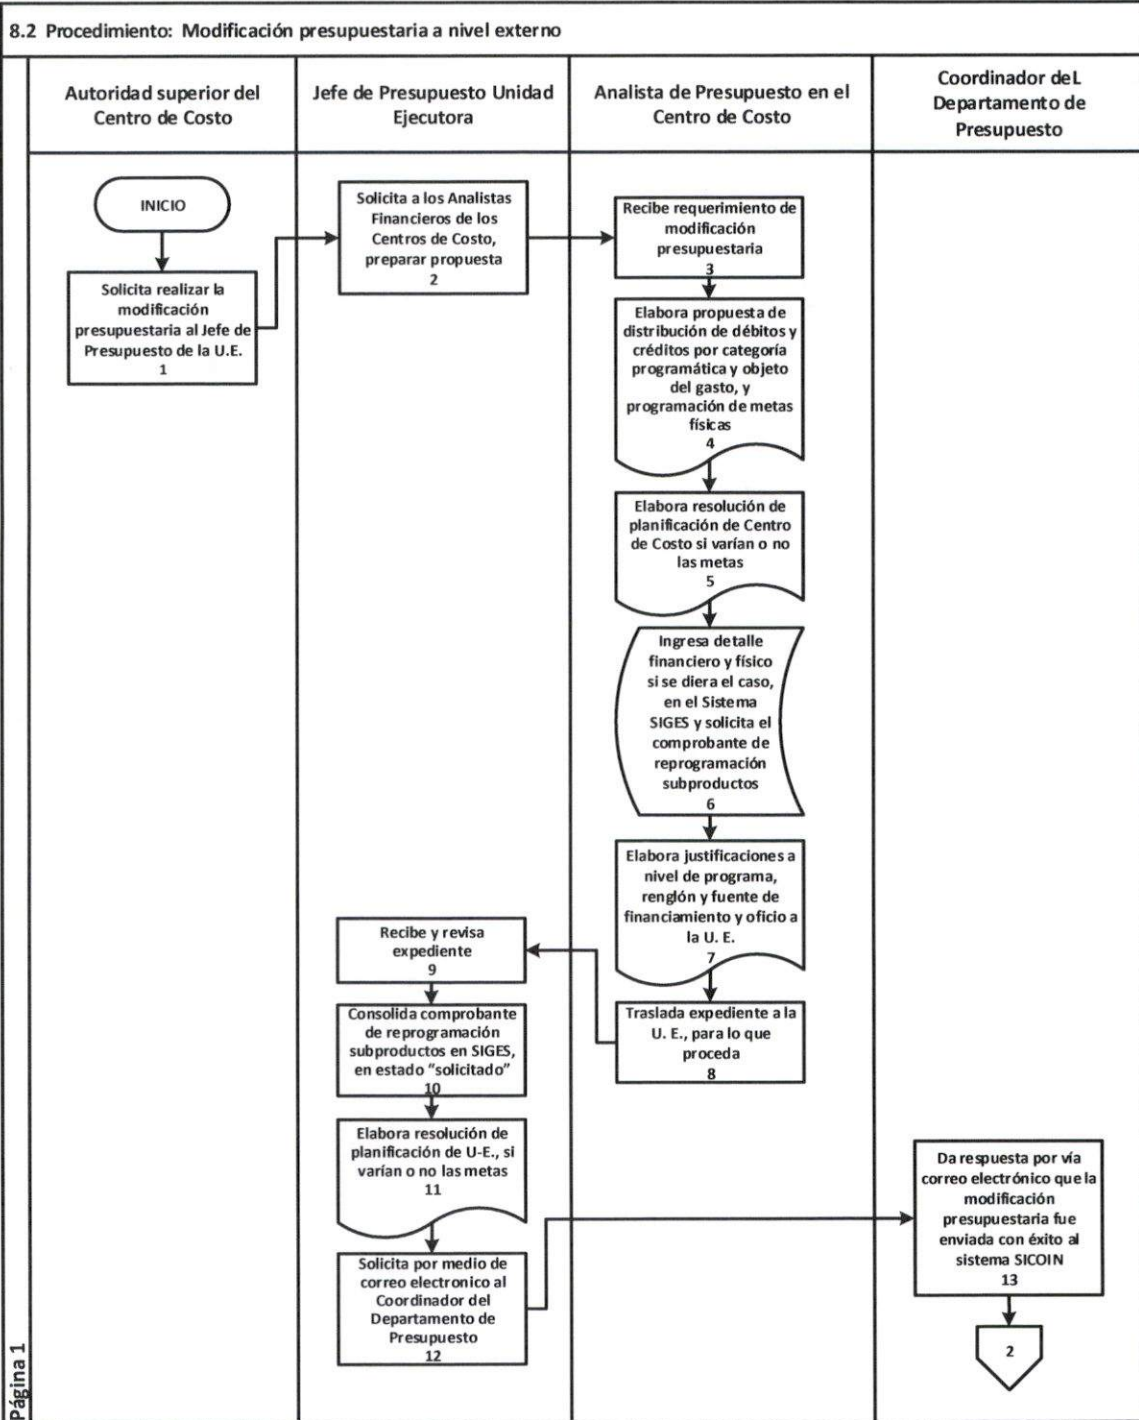 8.2 Procedimiento: Modificación presupuestaria a nivel externo
Autoridad superior del
Centro de Costo
Jefe de Presupuesto Unidad
Ejecutora
Analista de Presupuesto en el
Centro de Costo
Coordinador deL
Departamento de
Presupuesto
INICIO
Solicita realizar la
modificación
presupuestaria al Jefe de
Presupuesto de la U.E.
1
Solicita a los Analistas
Financieros de los
Centros de Costo,
preparar propuesta
2
Recibe requerimiento de
modificación
presupuestaria
3
Elabora propuesta de
distribución de débitos y
créditos por categoría
programática y objeto
del gasto, y
programación de metas
físicas
4
Elabora resolución de
planificación de Centro
de Costo si varían o no
las metas
5
Ingresa detalle
financiero y físico
si se diera el caso,
en el Sistema
SIGES y solicita el
comprobante de
reprogramación
subproductos
6
Elabora justificaciones a
nivel de programa,
renglón y fuente de
financiamiento y oficio a
la U. E.
7
Traslada expediente a la
U. E., para lo que
proceda
8
Recibe y revisa
expediente
9
Consolida comprobante
de reprogramación
subproductos en SIGES,
en estado "solicitado"
10
Elabora resolución de
planificación de U-E., si
varían o no las metas
11
Solicita por medio de
correo electronico al
Coordinador del
Departamento de
Presupuesto
12
Da respuesta por vía
correo electrónico que la
modificación
presupuestaria fue
enviada con éxito al
sistema SICOIN
13
2
Página 1